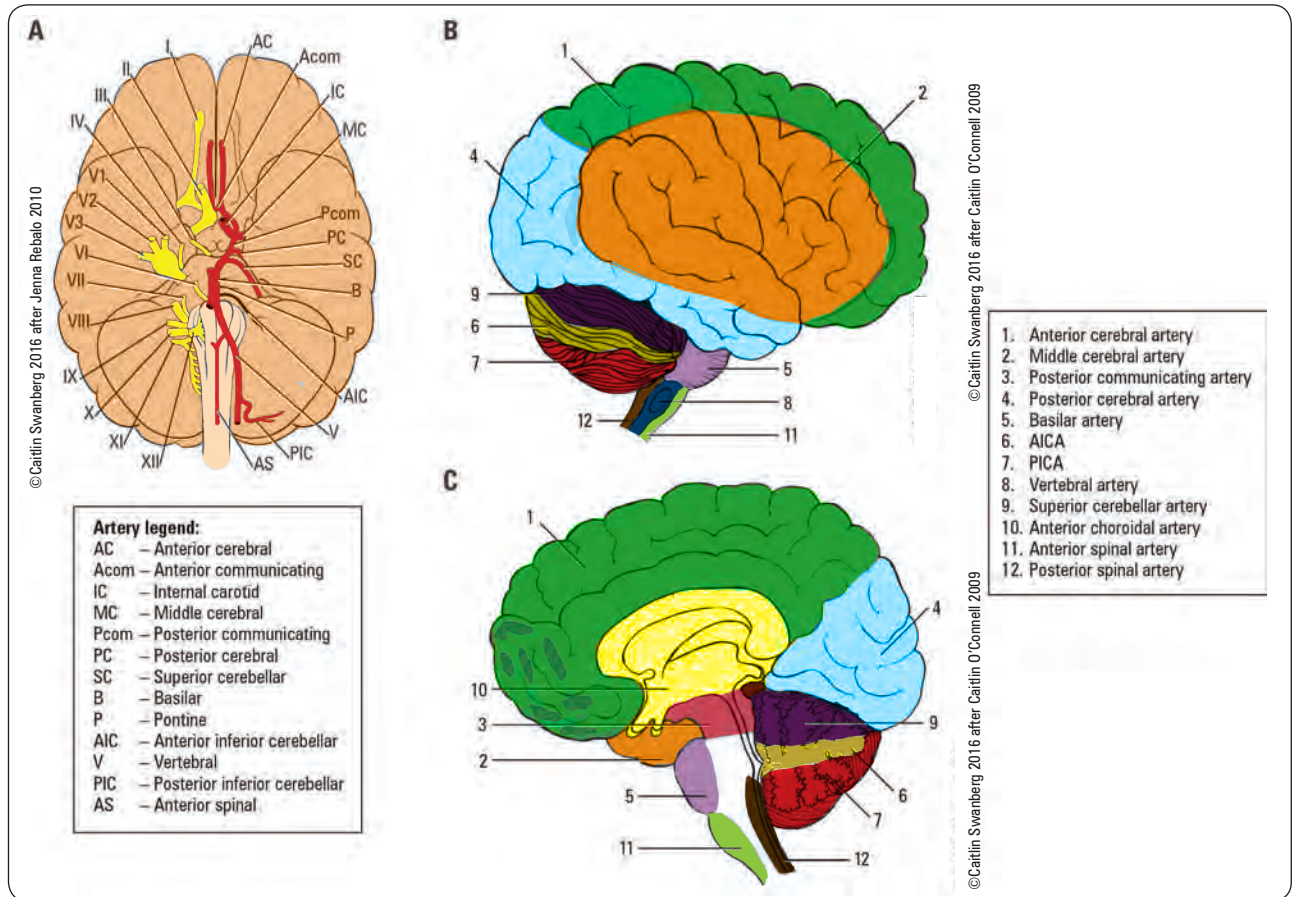 A
I
II
III
IV
V1
V2
V3
VI
VII
VIII
IX
X
XI
XII
AC
Acom
IC
MC
Pcom
PC
SC
B
P
AIC
V
PIC
AS
©Caitlin Swanberg 2016 after Jenna Rebalo 2010
Artery legend:
AC – Anterior cerebral
Acom – Anterior communicating
IC – Internal carotid
MC – Middle cerebral
Pcom – Posterior communicating
PC – Posterior cerebral
SC – Superior cerebellar
B – Basilar
P – Pontine
AIC – Anterior inferior cerebellar
V – Vertebral
PIC – Posterior inferior cerebellar
AS – Anterior spinal
B
1
2
4
9
6
7
5
8
12
11
©Caitlin Swanberg 2016 after Caitlin O'Connell 2009
C
1
4
10
3
2
5
11
9
6
7
12
©Caitlin Swanberg 2016 after Caitlin O'Connell 2009
1. Anterior cerebral artery
2. Middle cerebral artery
3. Posterior communicating artery
4. Posterior cerebral artery
5. Basilar artery
6. AICA
7. PICA
8. Vertebral artery
9. Superior cerebellar artery
10. Anterior choroidal artery
11. Anterior spinal artery
12. Posterior spinal artery